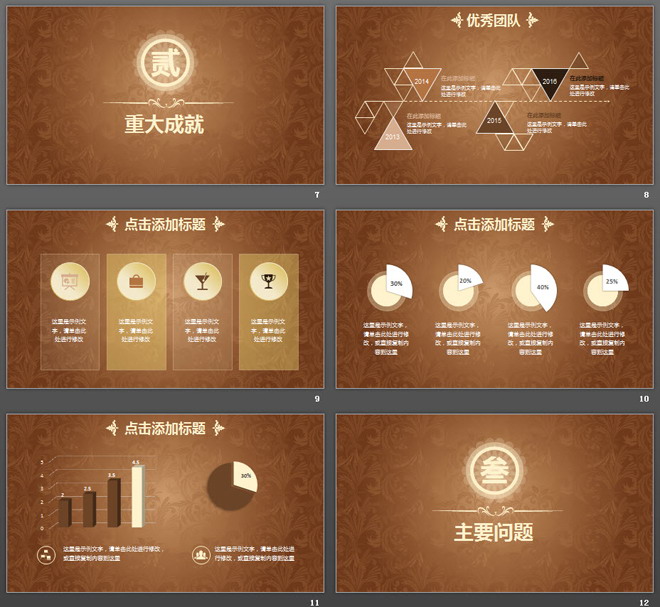 贰
重大成就
7
优秀团队
2014
在此添加标题
这里是示例文字,请单击此
处进行修改
2016
在此添加标题
这里是示例文字,请单击此
处进行修改
2013
在此添加标题
这里是示例文字,请单击此
处进行修改
2015
在此添加标题
这里是示例文字,请单击此
处进行修改
8
点击添加标题
这里是示例文
字,请单击此
处进行修改
这里是示例文
字,请单击此
处进行修改
这里是示例文
字,请单击此
处进行修改
这里是示例文
字,请单击此
处进行修改
9
点击添加标题
30%
20%
40%
25%
这里是示例文字,
请单击此处进行修
改,或直接复制内
容到这里
这里是示例文字,
请单击此处进行修
改,或直接复制内
容到这里
这里是示例文字,
请单击此处进行修
改,或直接复制内
容到这里
这里是示例文字,
请单击此处进行修
改,或直接复制内
容到这里
10
点击添加标题
5
4
3
2
1
0
2
2.5
3.5
4.5
30%
这里是示例文字,请单击此处进行修改,
或直接复制内容到这里
这里是示例文字,请单击此处进
行修改,或直接复制内容到这里
11
叁
主要问题
12